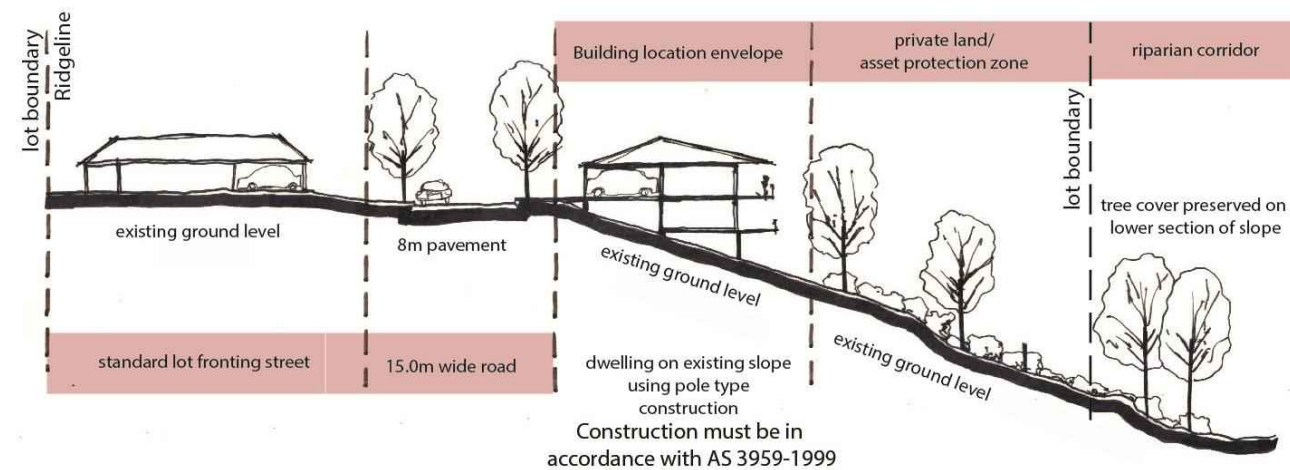 Building location envelope
private land/
asset protection zone
riparian corridor
lot boundary
Ridgeline
lot boundary
tree cover preserved on
lower section of slope
existing ground level
8m pavement
existing ground level
existing ground level
standard lot fronting street
15.0m wide road
dwelling on existing slope
using pole type
construction
Construction must be in
accordance with AS 3959-1999